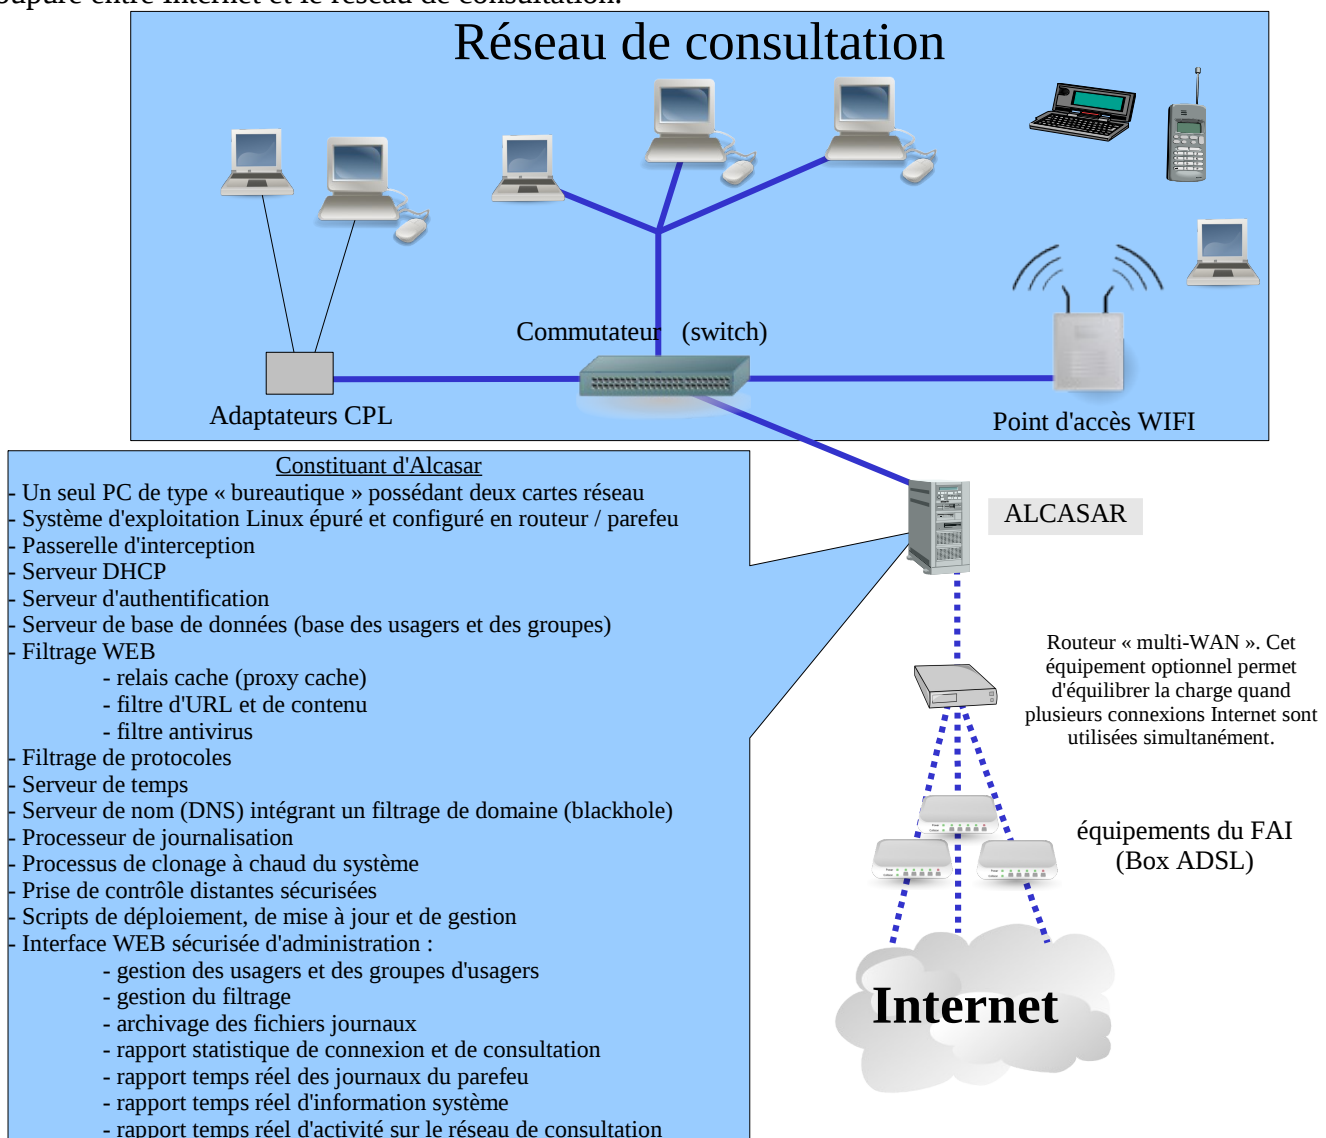 oupure entre Internet et le réseau de consultation.
Réseau de consultation
Commutateur (switch)
Adaptateurs CPL
Point d'accès WIFI
Constituant d'Alcasar
- Un seul PC de type « bureautique » possédant deux cartes réseau
- Système d'exploitation Linux épuré et configuré en routeur / parefeu
- Passerelle d'interception
- Serveur DHCP
- Serveur d'authentification
- Serveur de base de données (base des usagers et des groupes)
- Filtrage WEB
- relais cache (proxy cache)
- filtre d'URL et de contenu
- filtre antivirus
- Filtrage de protocoles
- Serveur de temps
- Serveur de nom (DNS) intégrant un filtrage de domaine (blackhole)
- Processeur de journalisation
- Processus de clonage à chaud du système
- Prise de contrôle distantes sécurisées
- Scripts de déploiement, de mise à jour et de gestion
- Interface WEB sécurisée d'administration :
- gestion des usagers et des groupes d'usagers
- gestion du filtrage
- archivage des fichiers journaux
- rapport statistique de connexion et de consultation
- rapport temps réel des journaux du parefeu
- rapport temps réel d'information système
- rapport temps réel d'activité sur le réseau de consultation
ALCASAR
Routeur « multi-WAN ». Cet
équipement optionnel permet
d'équilibrer la charge quand
plusieurs connexions Internet sont
utilisées simultanément.
équipements du FAI
(Box ADSL)
Internet